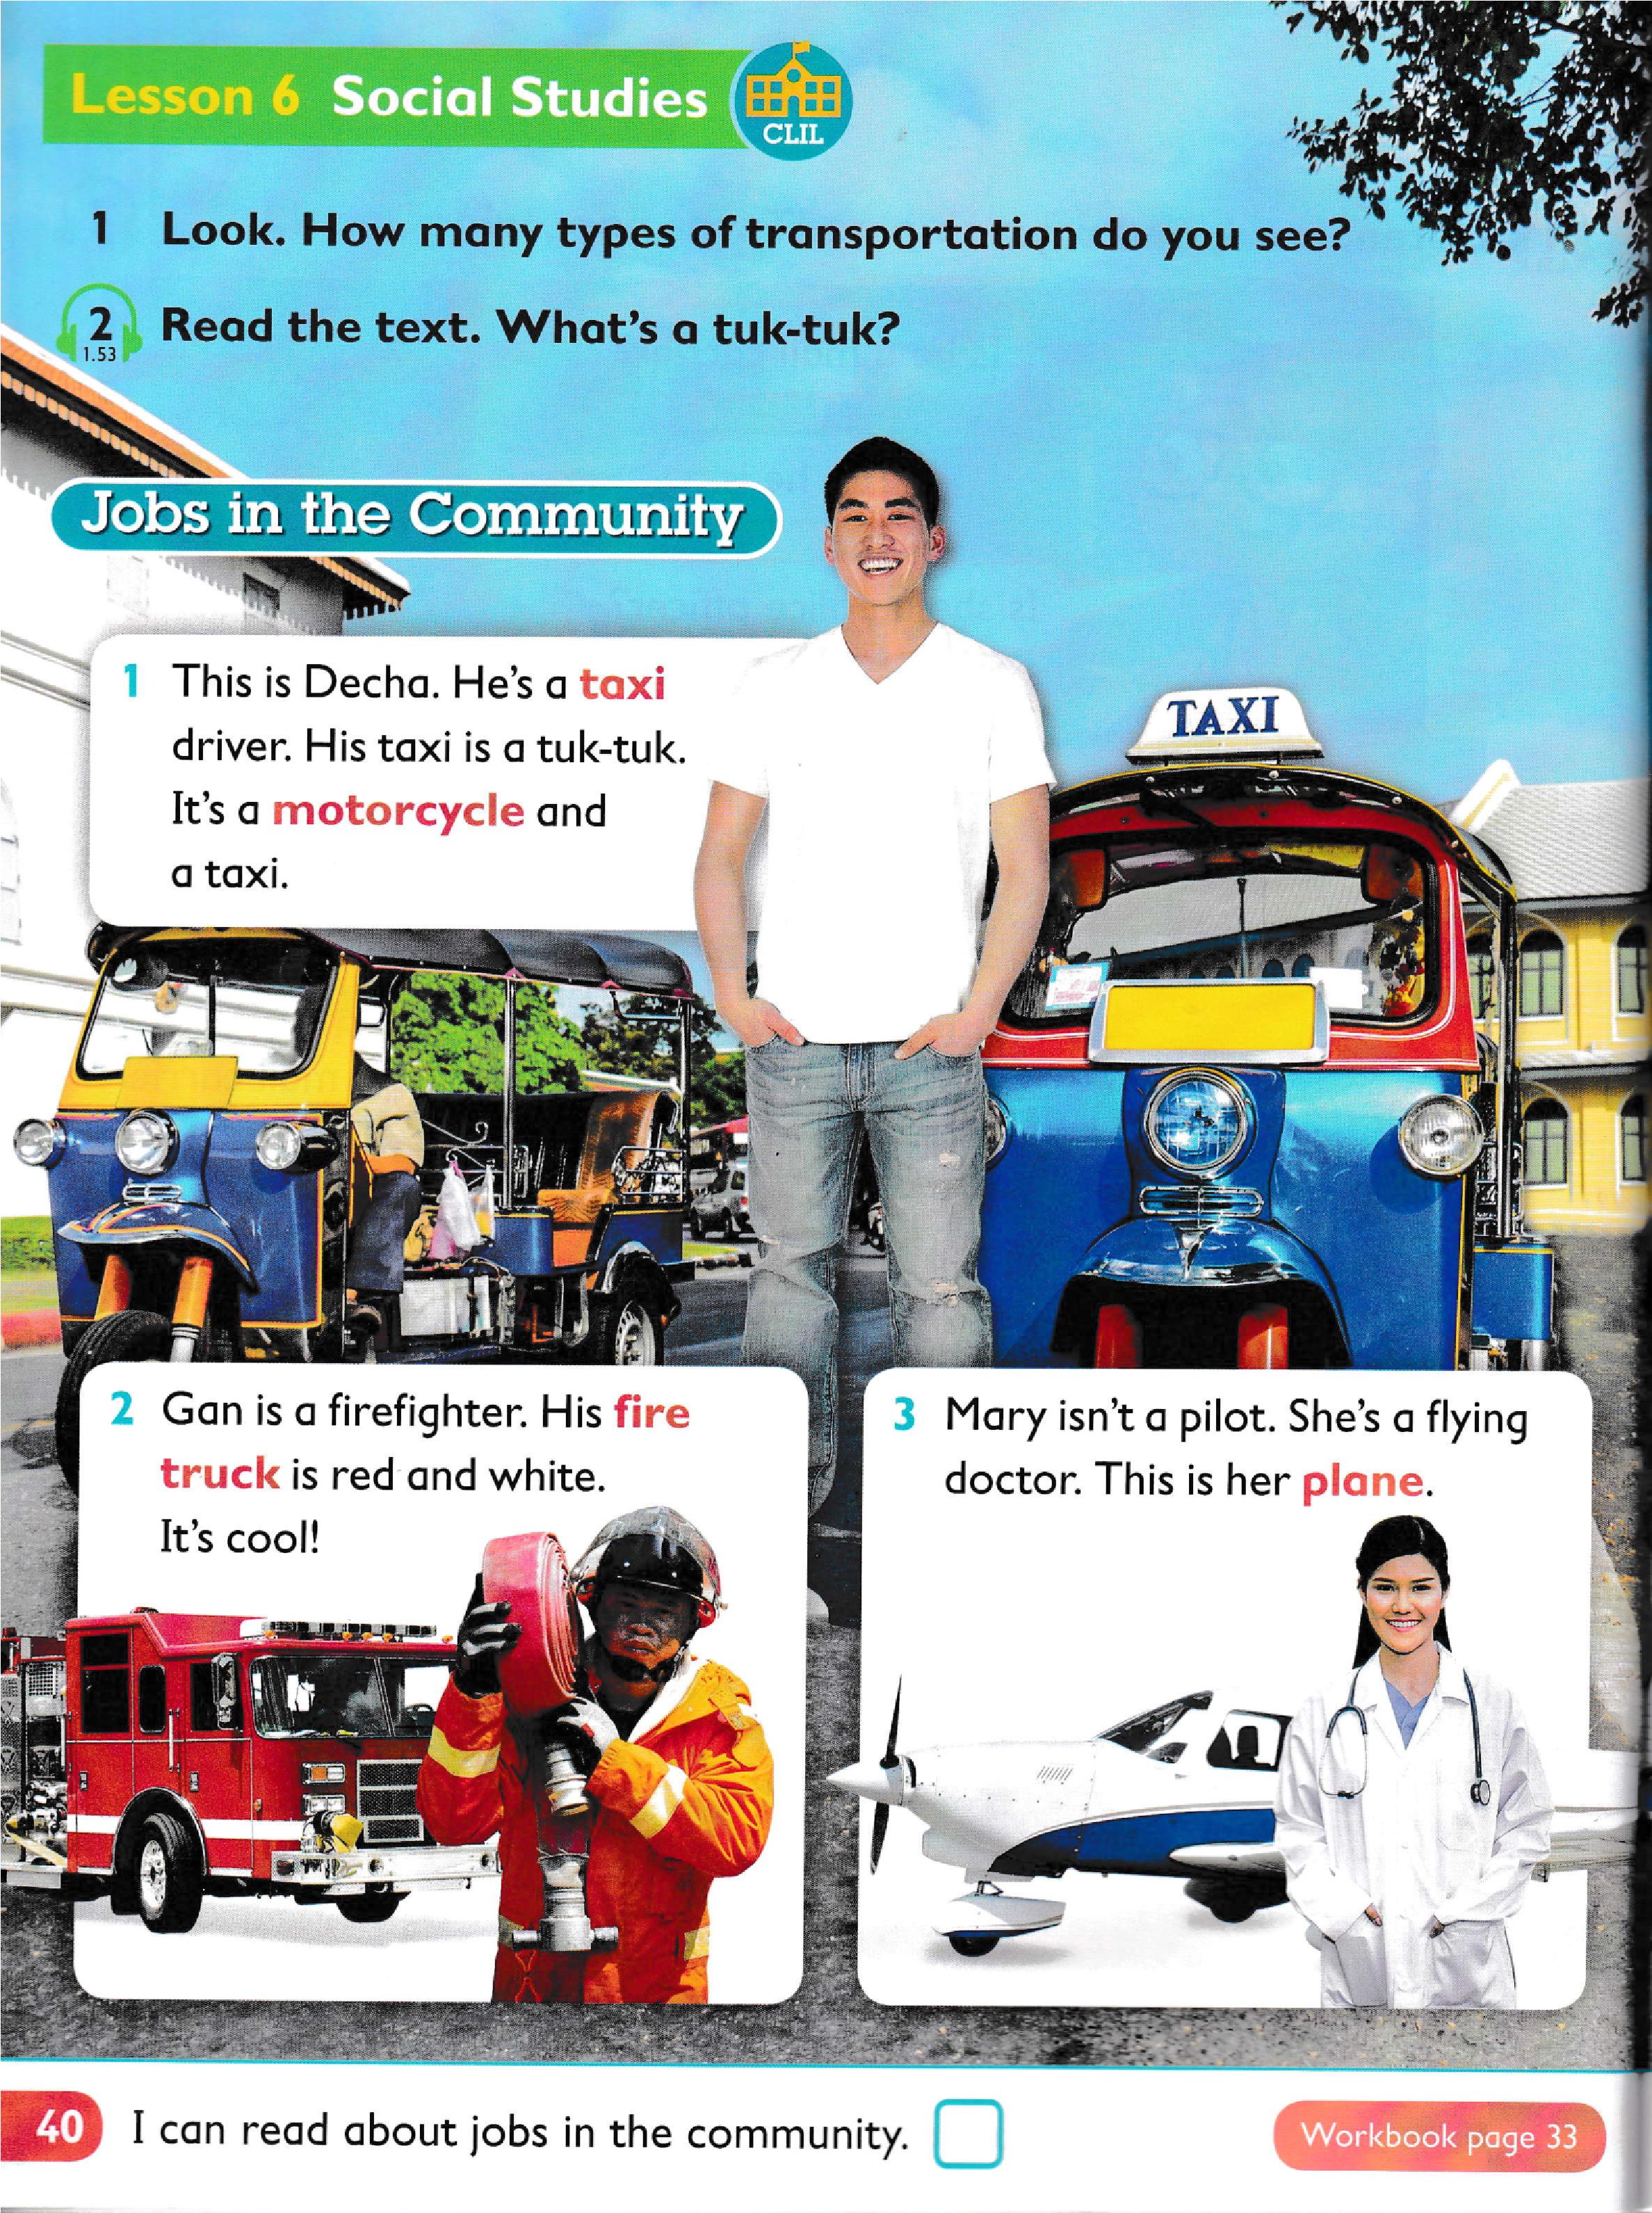 Lesson 6 Social Studies
CLIL
1 Look. How many types of transportation do you see?
2 Read the text. What's a tuk-tuk?
1.53
Jobs in the Community
1 This is Decha. He's a taxi
driver. His taxi is a tuk-tuk.
It's a motorcycle and
a taxi.
TAXI
2 Gan is a firefighter. His fire
truck is red and white.
It's cool!
3 Mary isn't a pilot. She's a flying
doctor. This is her plane.
40 I can read about jobs in the community.
Workbook page 33